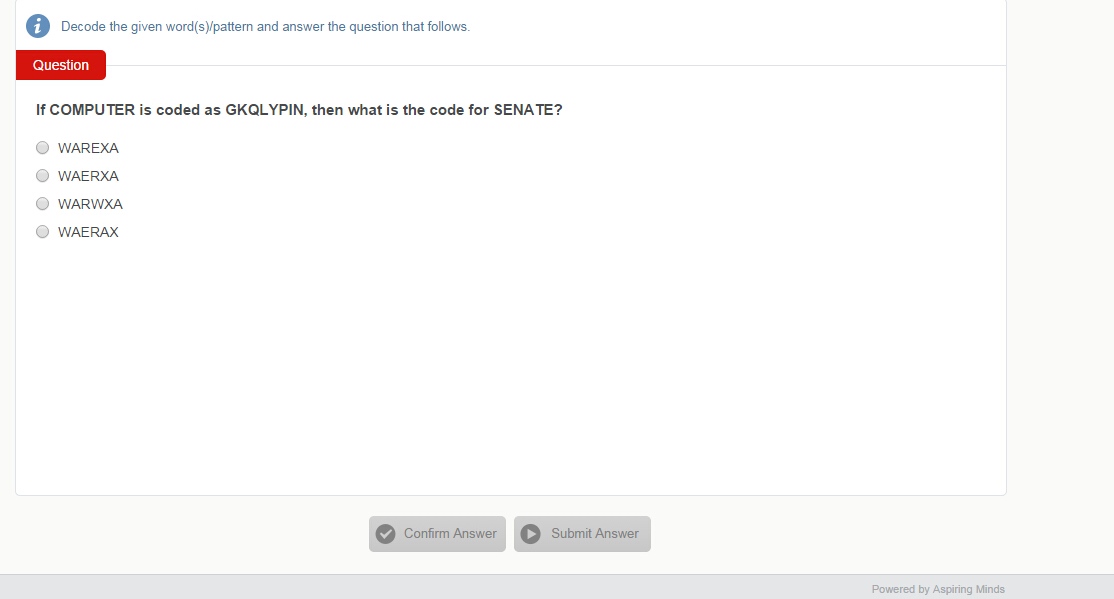 Decode the given word(s)/pattern and answer the question that follows.
Question
If COMPUTER is coded as GKQLYPIN, then what is the code for SENATE?
WAREXA
WAERXA
WARWXA
WAERAX
Confirm Answer
Submit Answer
Powered by Aspiring Minds